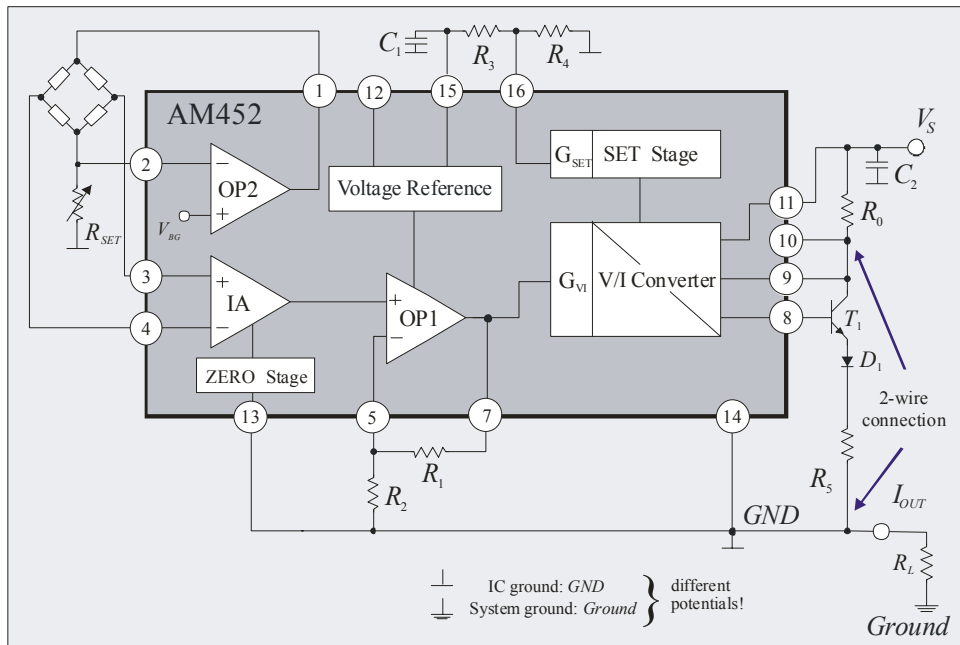 C1
R3
R4
1
12
15
16
AM452
VS
GSET
SET Stage
C2
2
OP2
Voltage Reference
11
R0
RSET
VBG
10
3
IA
GVI
V/I Converter
9
4
OP1
8
T1
D1
ZERO Stage
2-wire
connection
13
5
7
14
R1
R5
R2
IOUT
GND
RL
IC ground: GND
System ground: Ground
different
potentials!
Ground